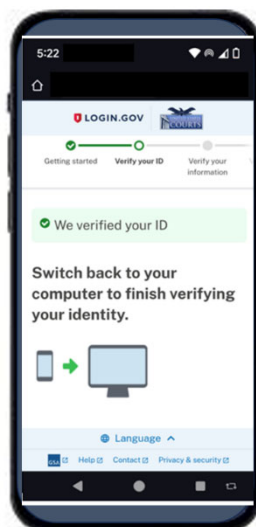 5:22
LOGIN.GOV COURTS
Getting started Verify your ID Verify your
information
We verified your ID
Switch back to your
computer to finish verifying
your identity.
Language
GSA Help Contact Privacy & security